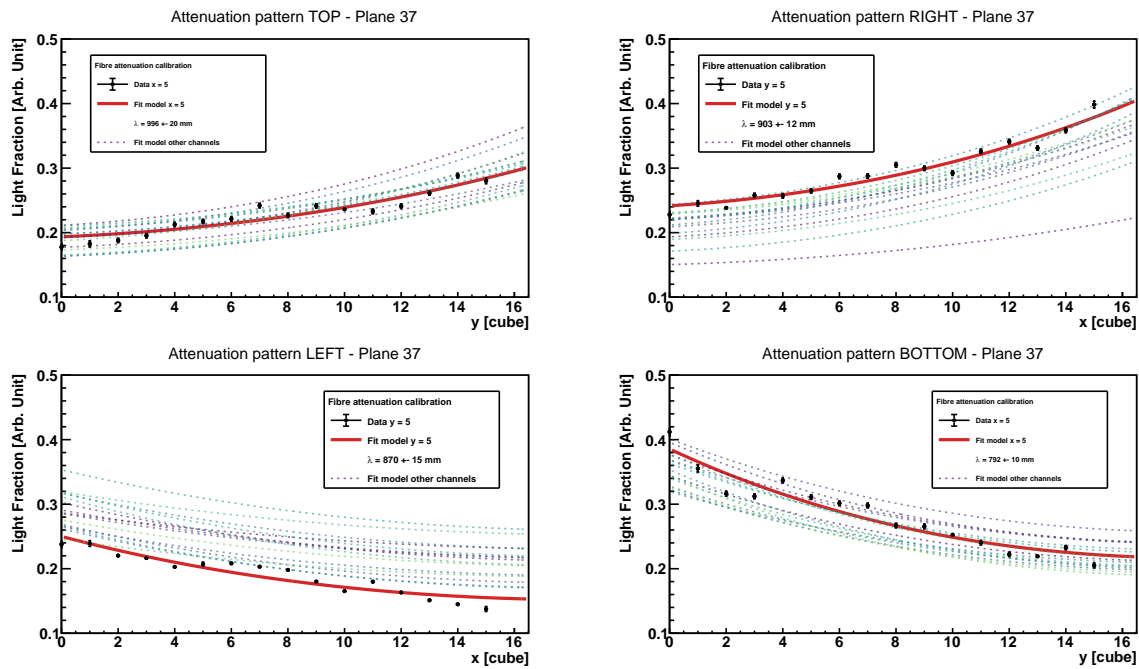 Attenuation pattern TOP - Plane 37
Light Fraction [Arb. Unit]
0.5
0.4
0.3
0.2
0.1
Fibre attenuation calibration
Data x = 5
Fit model x = 5
λ = 996 +- 20 mm
Fit model other channels
0 2 4 6 8 10 12 14 16
y [cube]
Attenuation pattern RIGHT - Plane 37
Light Fraction [Arb. Unit]
0.5
0.4
0.3
0.2
0.1
Fibre attenuation calibration
Data y = 5
Fit model y = 5
λ = 903 +- 12 mm
Fit model other channels
0 2 4 6 8 10 12 14 16
x [cube]
Attenuation pattern LEFT - Plane 37
Light Fraction [Arb. Unit]
0.5
0.4
0.3
0.2
0.1
Fibre attenuation calibration
Data y = 5
Fit model y = 5
λ = 870 +- 15 mm
Fit model other channels
0 2 4 6 8 10 12 14 16
x [cube]
Attenuation pattern BOTTOM - Plane 37
Light Fraction [Arb. Unit]
0.5
0.4
0.3
0.2
0.1
Fibre attenuation calibration
Data x = 5
Fit model x = 5
λ = 792 +- 10 mm
Fit model other channels
0 2 4 6 8 10 12 14 16
y [cube]